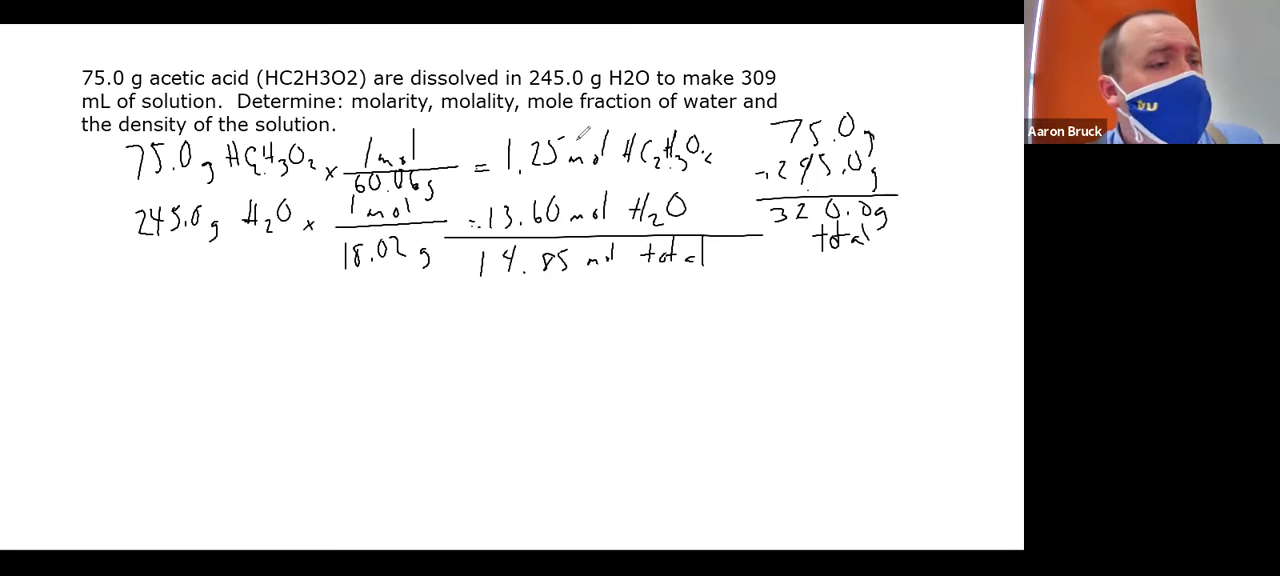 75.0 g acetic acid (HC2H3O2) are dissolved in 245.0 g H2O to make 309
mL of solution. Determine: molarity, molality, mole fraction of water and
the density of the solution.
75.0 g HC2H3O2 x 1 mol / 60.06 g = 1.25 mol HC2H3O2
245.0 g H2O x 1 mol / 18.02 g = 13.60 mol H2O
14.85 mol total
75.0 g
+ 245.0 g
320.0 g
total
Aaron Bruck